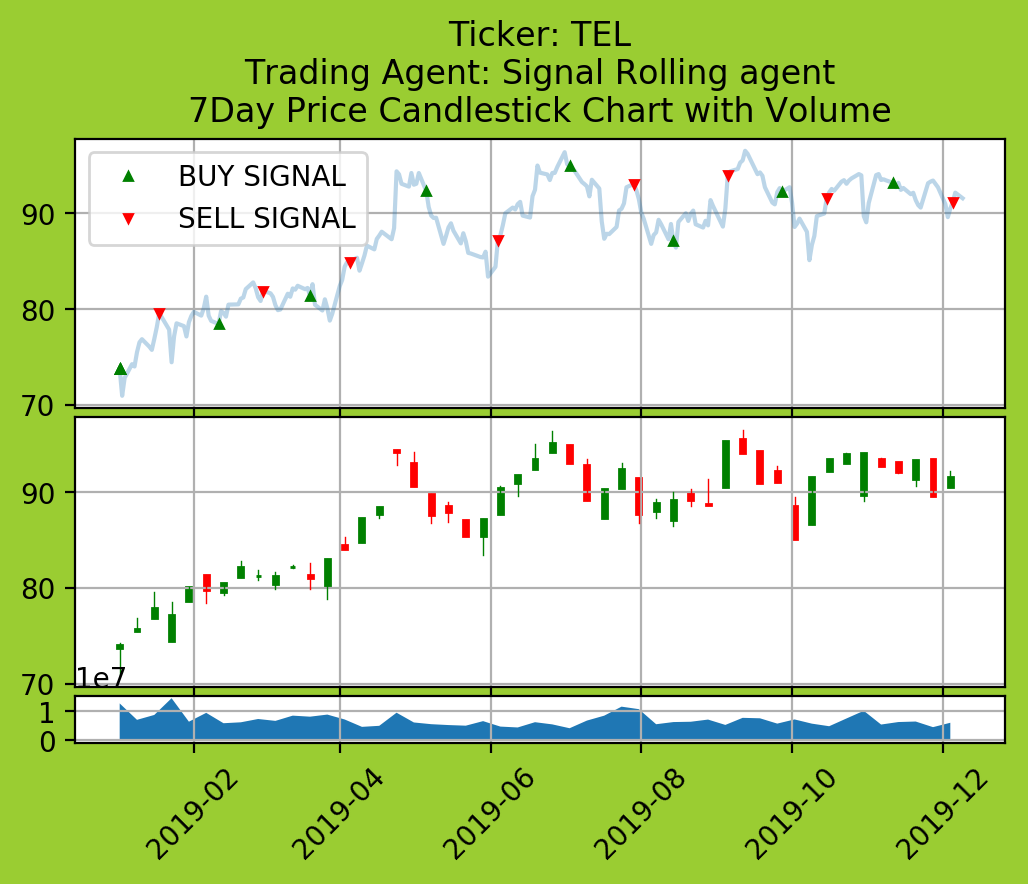 Ticker: TEL
Trading Agent: Signal Rolling agent
7Day Price Candlestick Chart with Volume
BUY SIGNAL
SELL SIGNAL
90
80
70
90
80
70
1e7
1
0
2019-02
2019-04
2019-06
2019-08
2019-10
2019-12